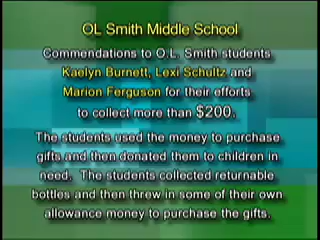 OL Smith Middle School
Commendations to O.L. Smith students
Kaelyn Burnett, Lexi Schultz and
Marion Ferguson for their efforts
to collect more than $200.
The students used the money to purchase
gifts and then donated them to children in
need. The students collected returnable
bottles and then threw in some of their own
allowance money to purchase the gifts.